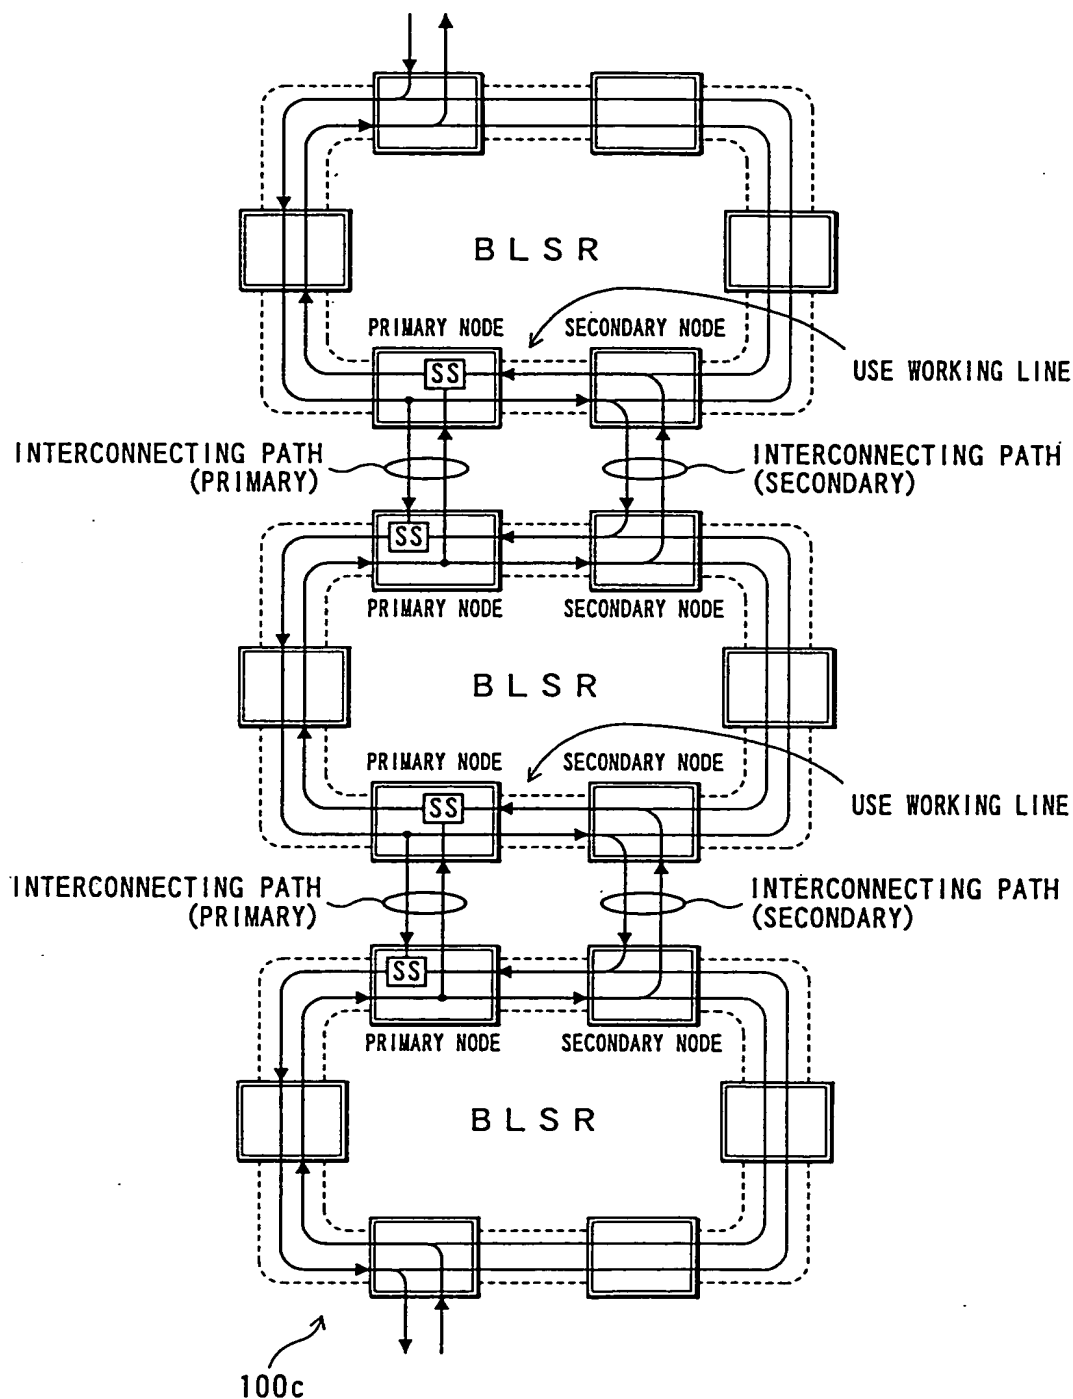 BLSR
PRIMARY NODE
SECONDARY NODE
USE WORKING LINE
SS
INTERCONNECTING PATH
(PRIMARY)
INTERCONNECTING PATH
(SECONDARY)
SS
PRIMARY NODE
SECONDARY NODE
BLSR
PRIMARY NODE
SECONDARY NODE
USE WORKING LINE
SS
INTERCONNECTING PATH
(PRIMARY)
INTERCONNECTING PATH
(SECONDARY)
SS
PRIMARY NODE
SECONDARY NODE
BLSR
100c